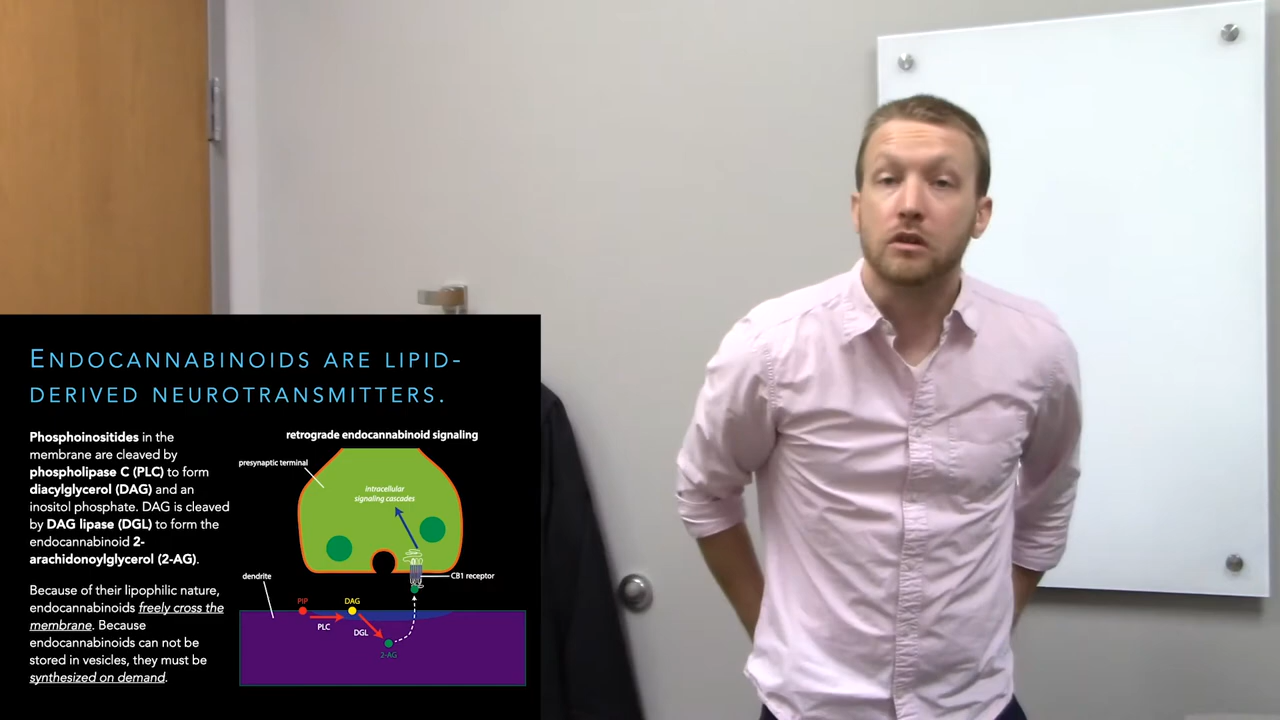 ENDOCANNABINOIDS ARE LIPID-
DERIVED NEUROTRANSMITTERS.
Phosphoinositides in the
membrane are cleaved by
phospholipase C (PLC) to form
diacylglycerol (DAG) and an
inositol phosphate. DAG is cleaved
by DAG lipase (DGL) to form the
endocannabinoid 2-
arachidonoylglycerol (2-AG).
Because of their lipophilic nature,
endocannabinoids freely cross the
membrane. Because
endocannabinoids can not be
stored in vesicles, they must be
synthesized on demand.
retrograde endocannabinoid signaling
presynaptic terminal
intracellular
signaling cascades
CB1 receptor
dendrite
PIP
DAG
PLC
DGL
2-AG